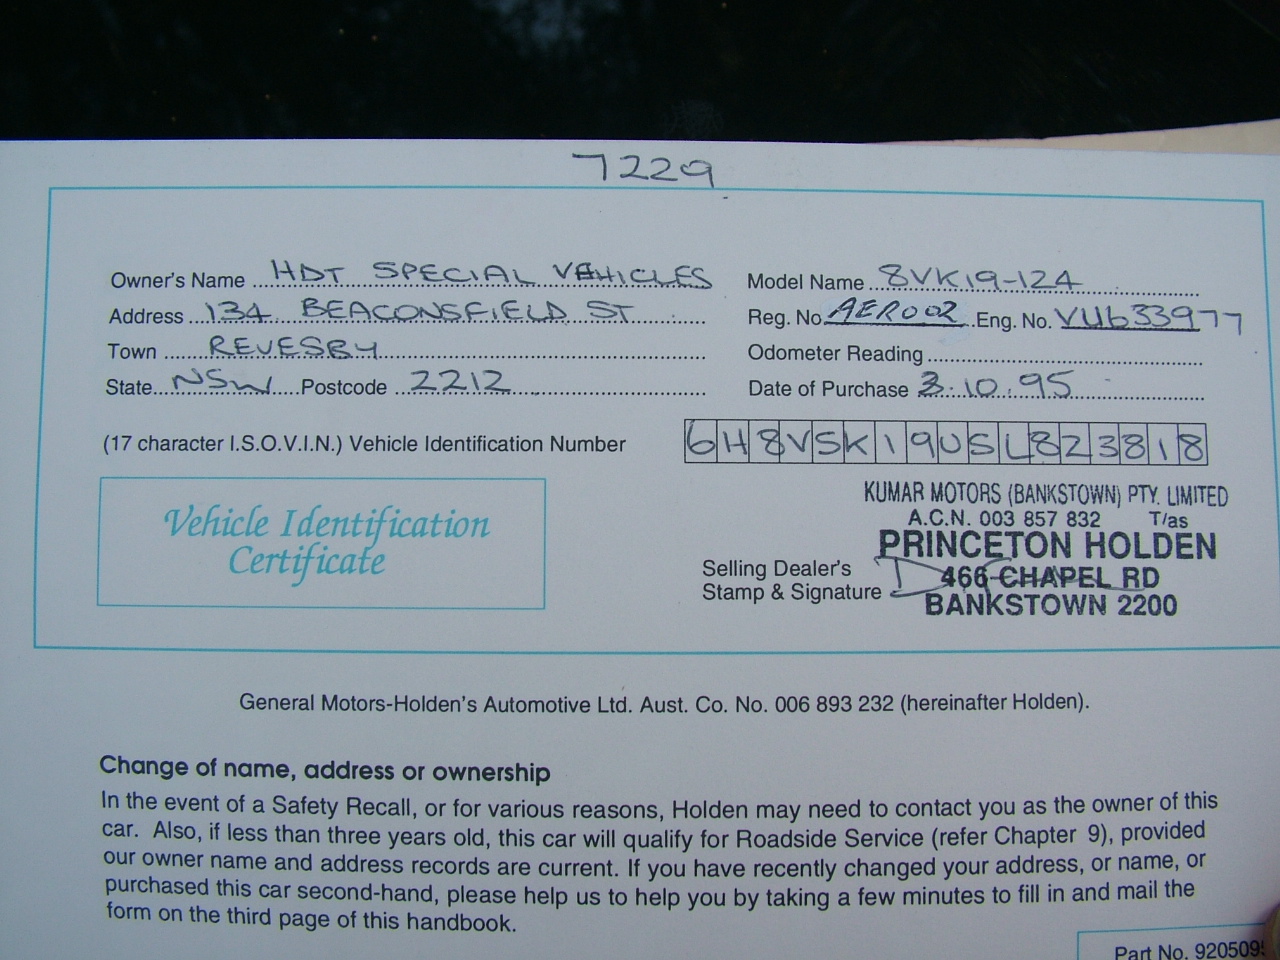 7229
Owner's Name HDT SPECIAL VEHICLES Model Name 8VK19-124
Address 134 BEACONSFIELD ST Reg. No. AERO02 Eng. No. VU633977
Town REVESBY Odometer Reading
State NSW Postcode 2212 Date of Purchase 3.10.95
(17 character I.S.O.V.I.N.) Vehicle Identification Number 6H8VSK19USL823818
Vehicle Identification
Certificate
KUMAR MOTORS (BANKSTOWN) PTY. LIMITED
A.C.N. 003 857 832 T/as
PRINCETON HOLDEN
Selling Dealer's
Stamp & Signature
466 CHAPEL RD
BANKSTOWN 2200
General Motors-Holden's Automotive Ltd. Aust. Co. No. 006 893 232 (hereinafter Holden).
Change of name, address or ownership
In the event of a Safety Recall, or for various reasons, Holden may need to contact you as the owner of this
car. Also, if less than three years old, this car will qualify for Roadside Service (refer Chapter 9), provided
our owner name and address records are current. If you have recently changed your address, or name, or
purchased this car second-hand, please help us to help you by taking a few minutes to fill in and mail the
form on the third page of this handbook.
Part No. 9205095